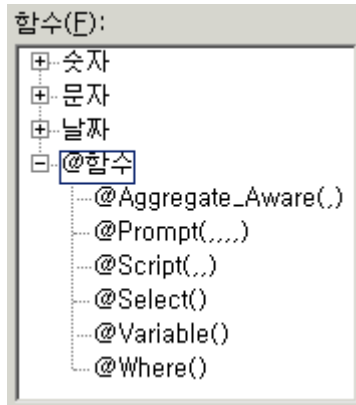 함수(F):
숫자
문자
날짜
@함수
@Aggregate_Aware(,)
@Prompt(,,,,)
@Script(,,)
@Select()
@Variable()
@Where()